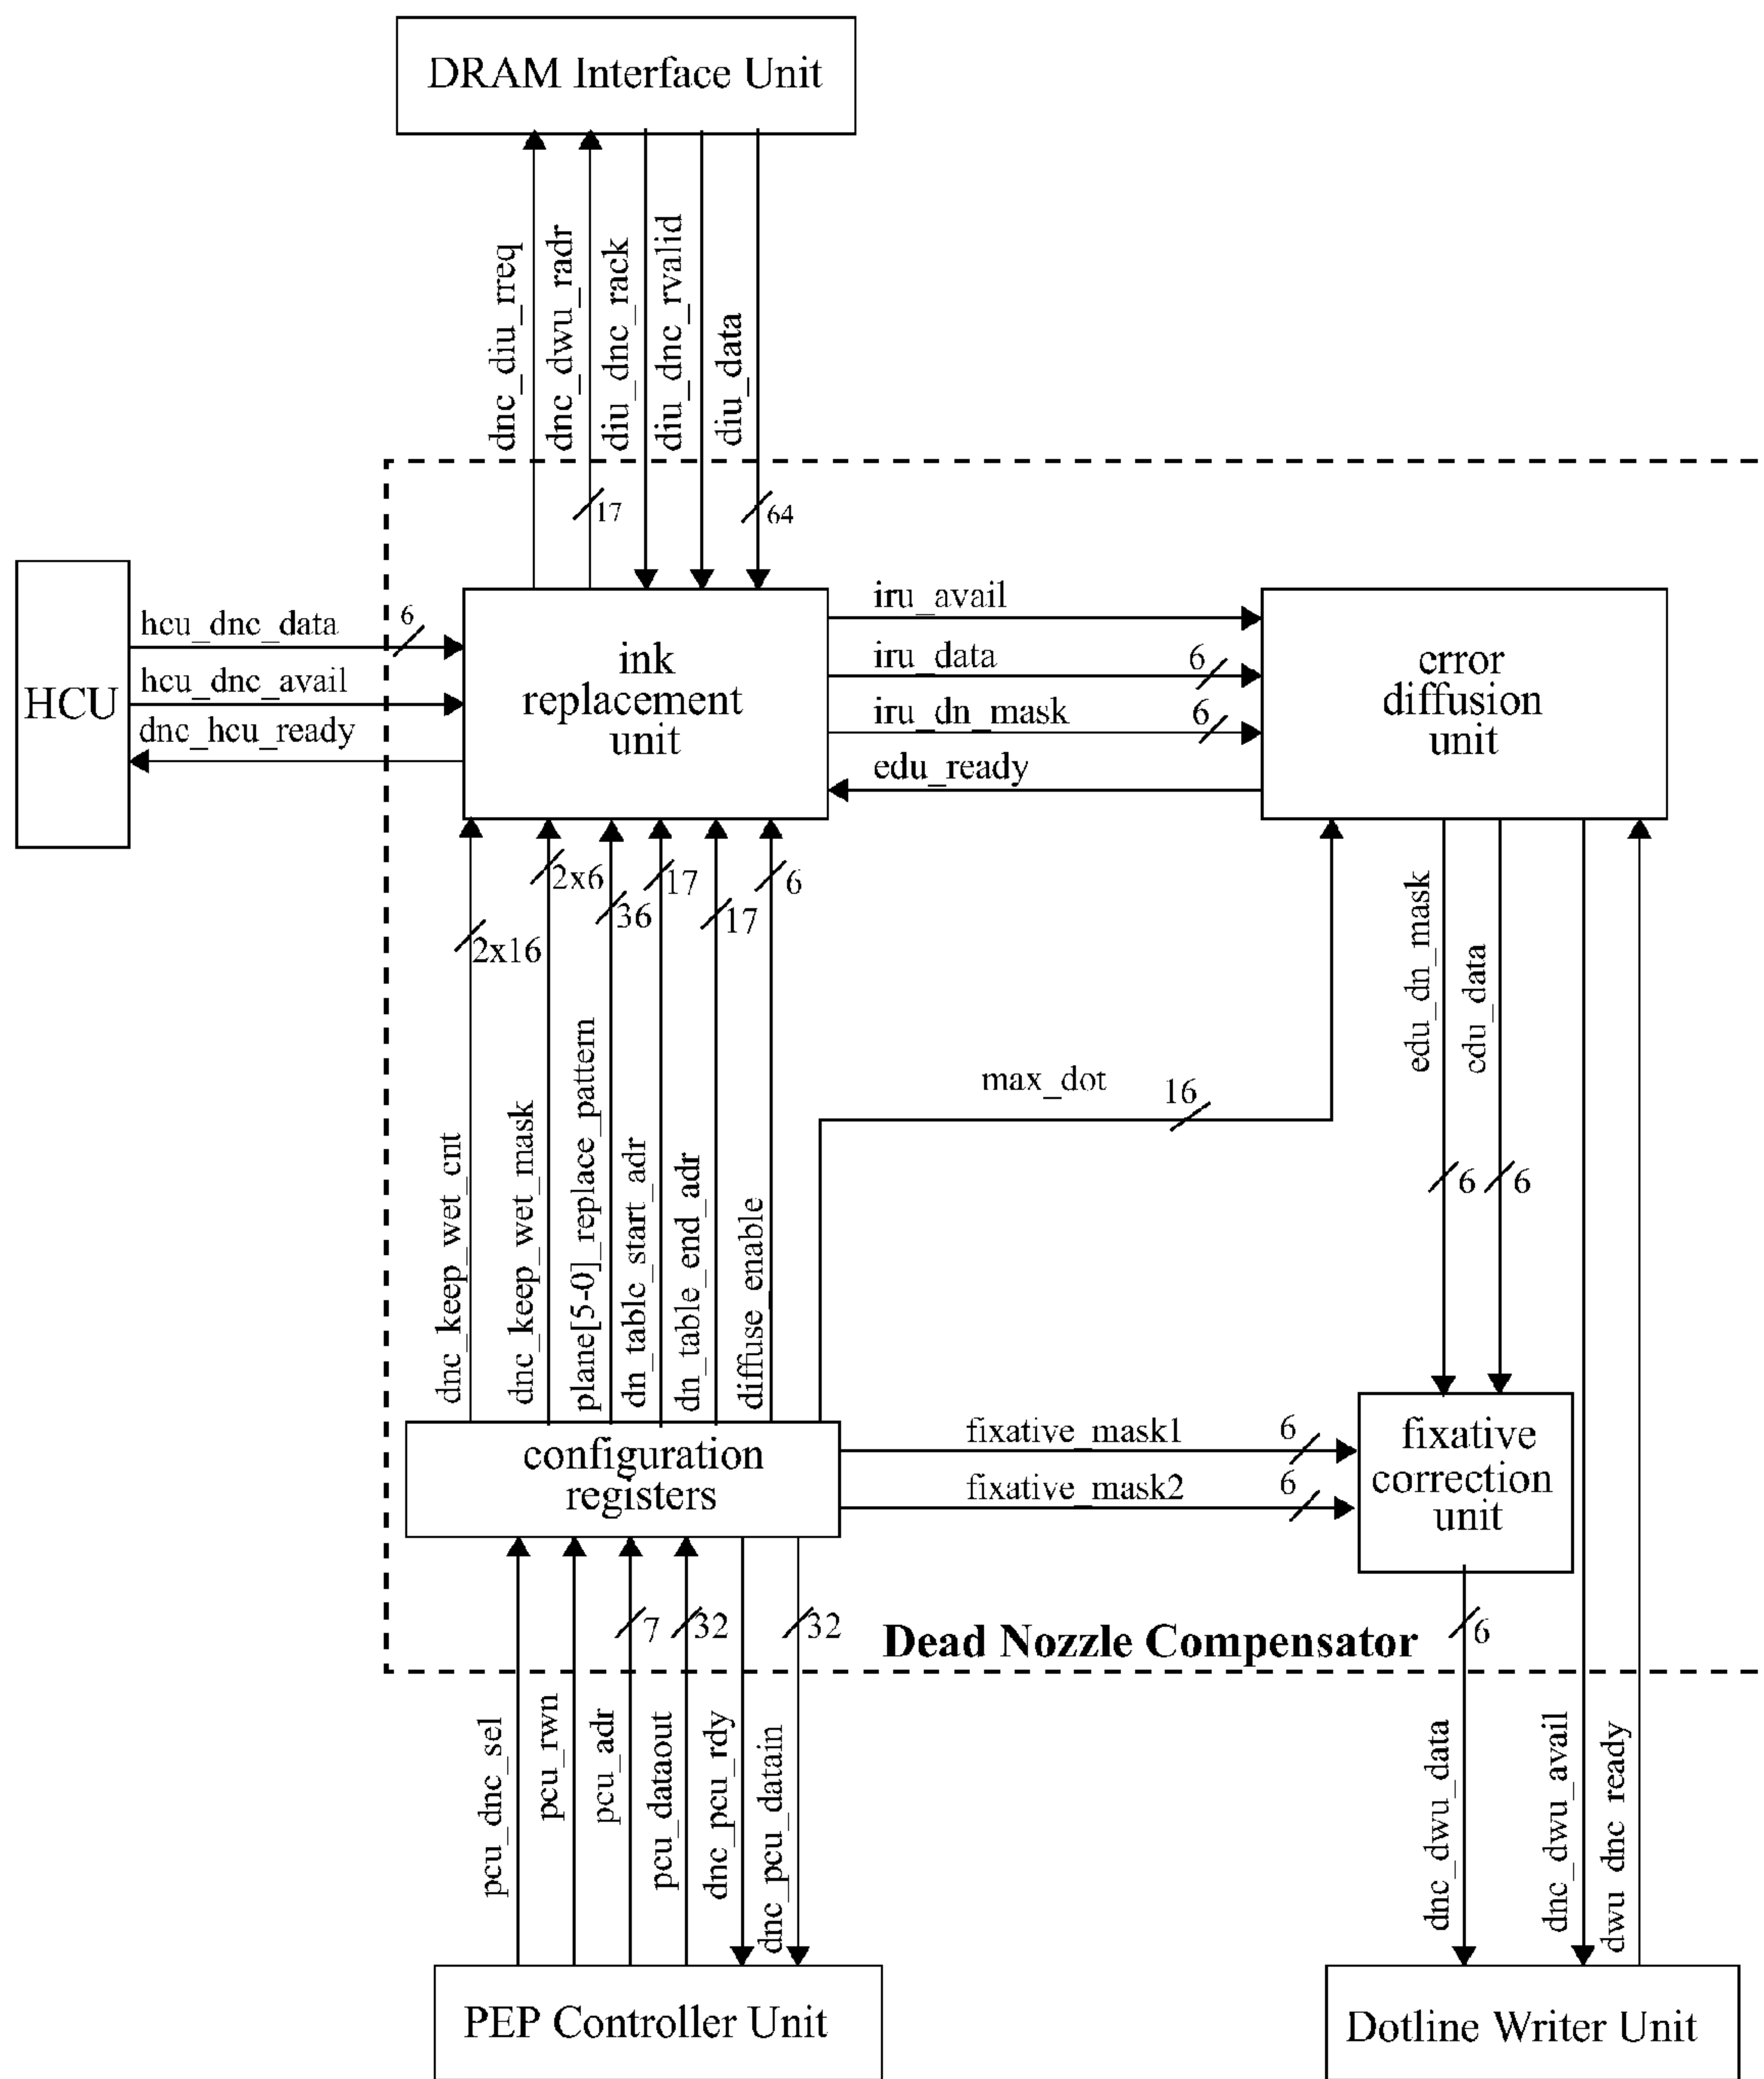 DRAM Interface Unit
dnc_diu_rreq
dnc_dwu_radr
diu_dnc_rack
diu_dnc_rvalid
diu_data
17
64
HCU
hcu_dnc_data
6
hcu_dnc_avail
dnc_hcu_ready
ink
replacement
unit
iru_avail
iru_data
6
iru_dn_mask
6
edu_ready
error
diffusion
unit
2x16
2x6
36
17
17
6
dnc_keep_wet_cnt
dnc_keep_wet_mask
plane[5-0]_replace_pattern
dn_table_start_adr
dn_table_end_adr
diffuse_enable
max_dot
16
edu_dn_mask
edu_data
6
6
configuration
registers
fixative_mask1
6
fixative_mask2
6
fixative
correction
unit
7
32
32
Dead Nozzle Compensator
6
pcu_dnc_sel
pcu_rwn
pcu_adr
pcu_dataout
dnc_pcu_rdy
dnc_pcu_datain
dnc_dwu_data
dnc_dwu_avail
dwu_dnc_ready
PEP Controller Unit
Dotline Writer Unit